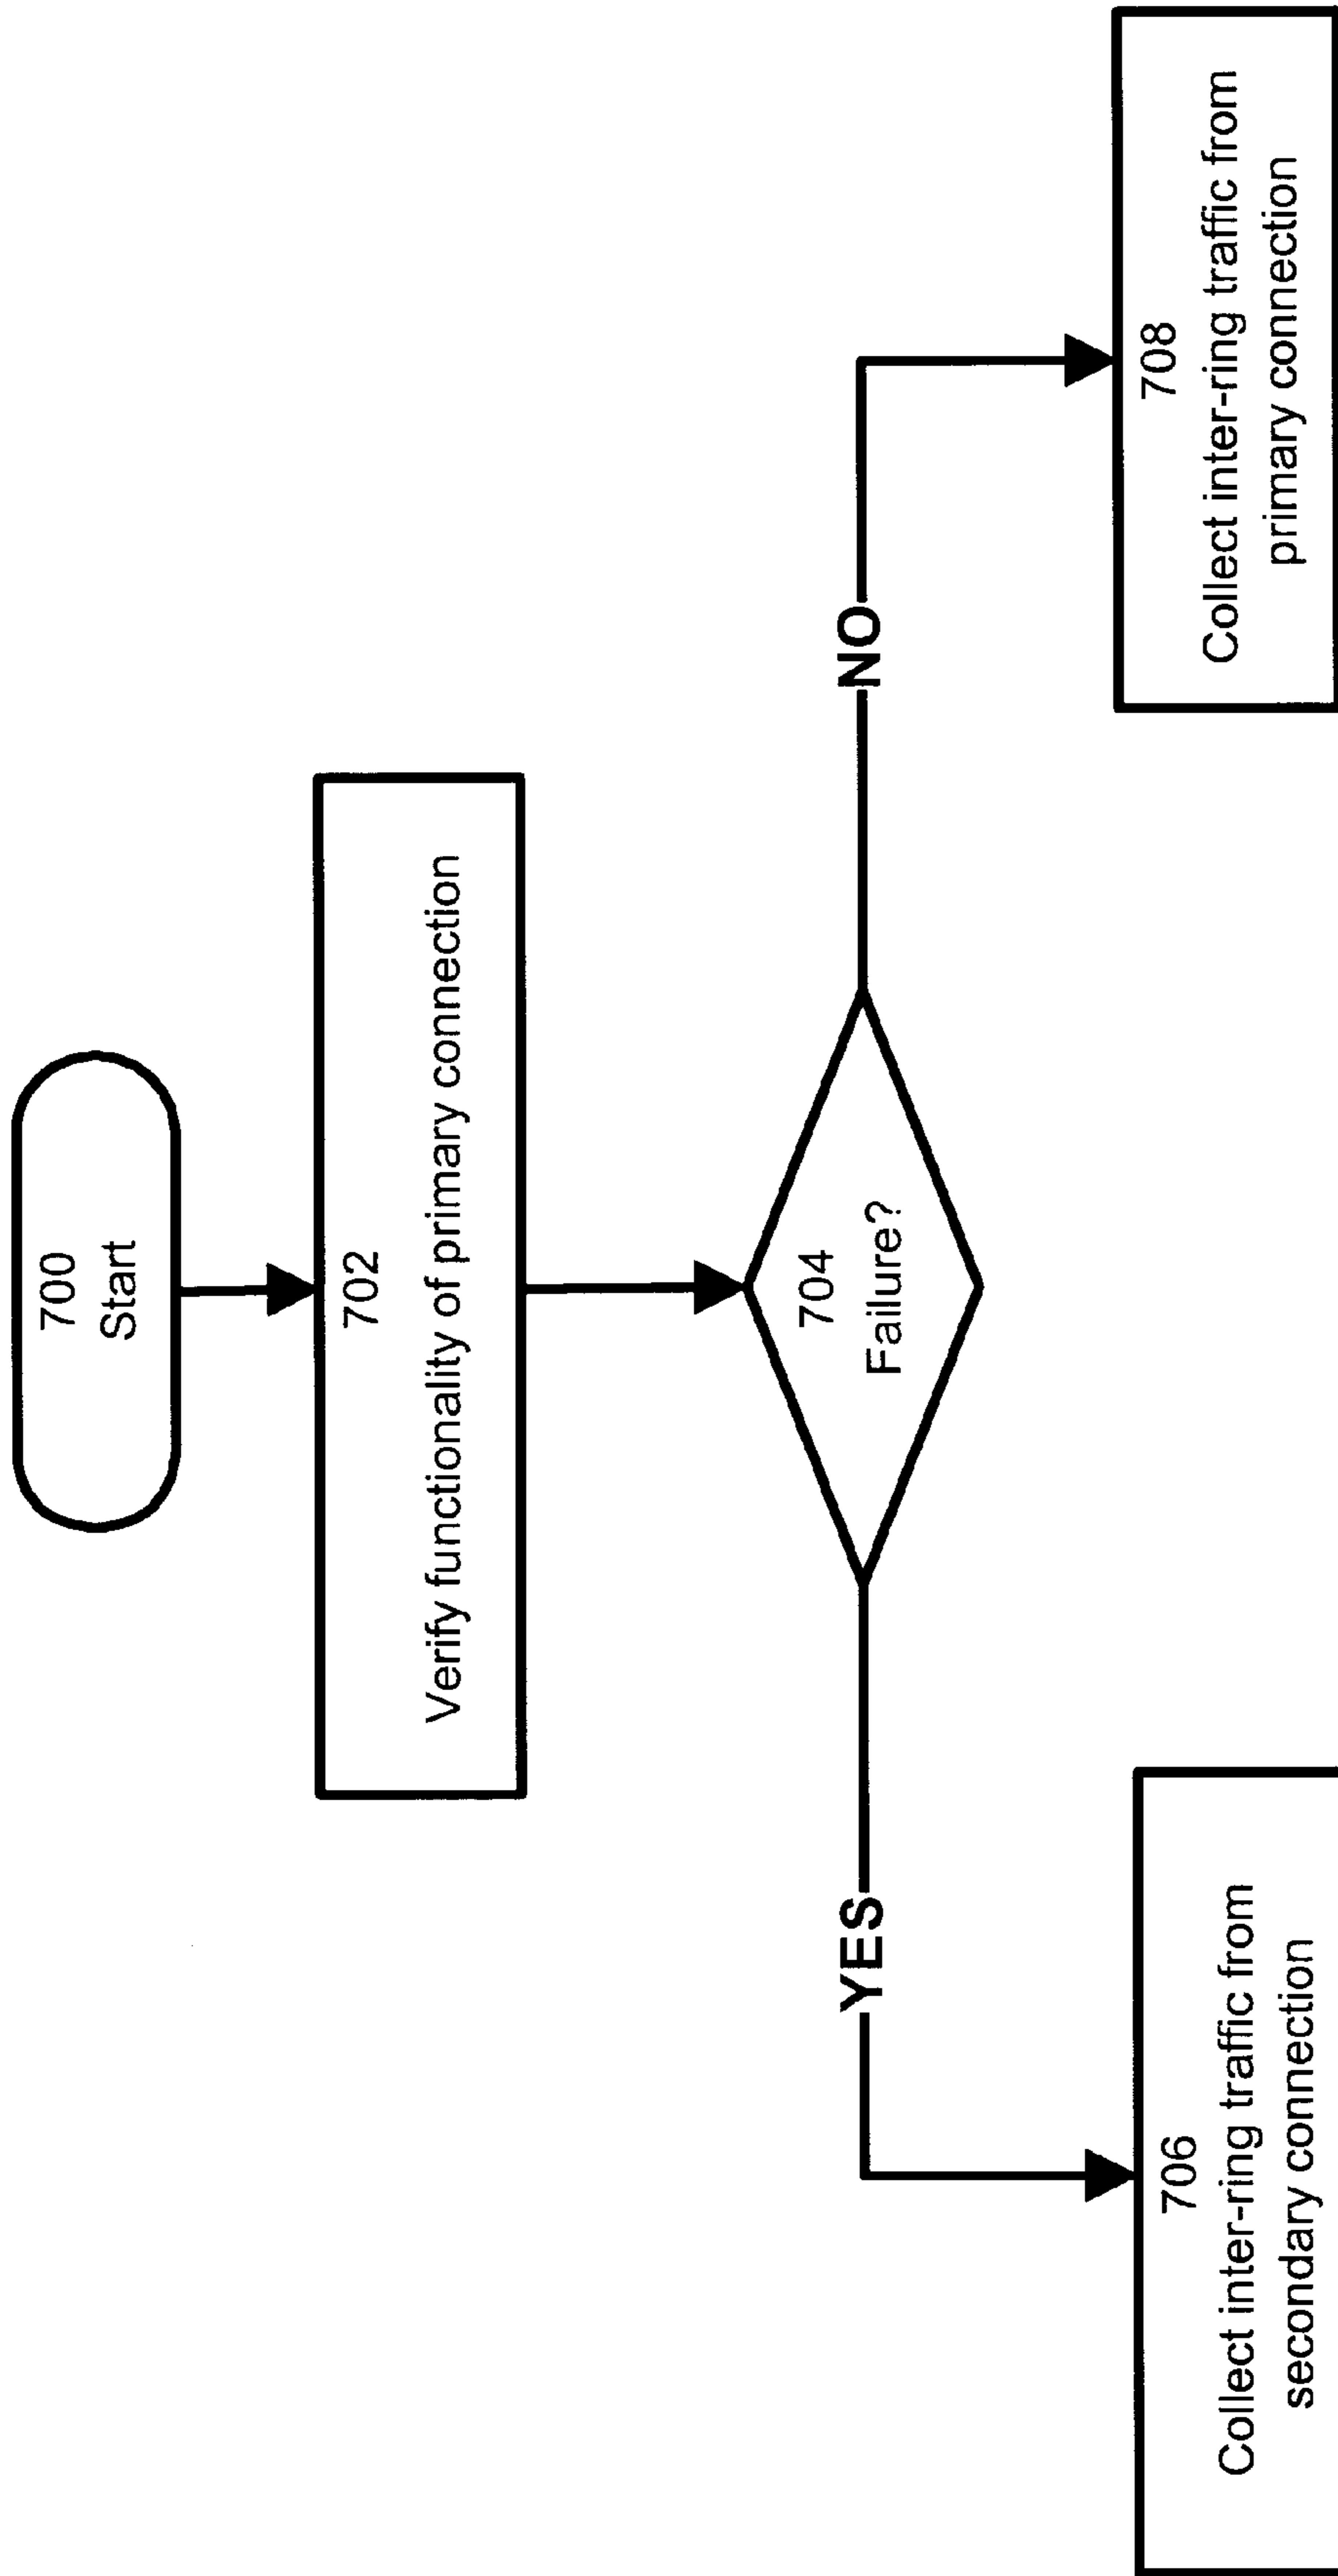 700
Start
702
Verify functionality of primary connection
704
Failure?
YES
NO
706
Collect inter-ring traffic from
secondary connection
708
Collect inter-ring traffic from
primary connection